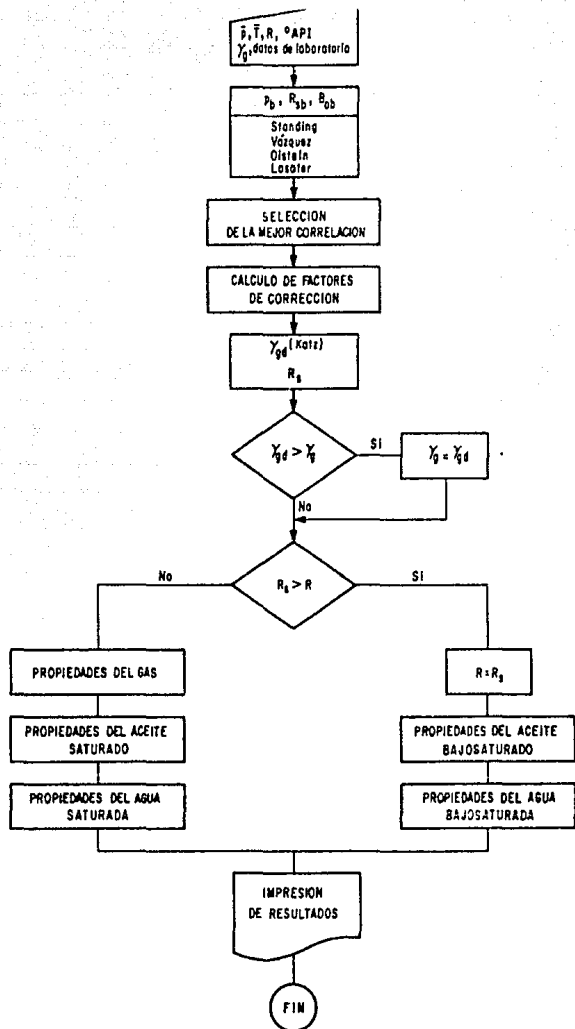 p̄, T̄, R, °API
γg, datos de laboratorio
pb, Rsb, Bob
Standing
Vázquez
Oistein
Lasater
SELECCION
DE LA MEJOR CORRELACION
CALCULO DE FACTORES
DE CORRECCION
γgd (Katz)
Rs
γgd > γg
Si
γg = γgd
No
Rs > R
No
Si
PROPIEDADES DEL GAS
R=Rs
PROPIEDADES DEL ACEITE
SATURADO
PROPIEDADES DEL ACEITE
BAJOSATURADO
PROPIEDADES DEL AGUA
SATURADA
PROPIEDADES DEL AGUA
BAJOSATURADA
IMPRESION
DE RESULTADOS
FIN